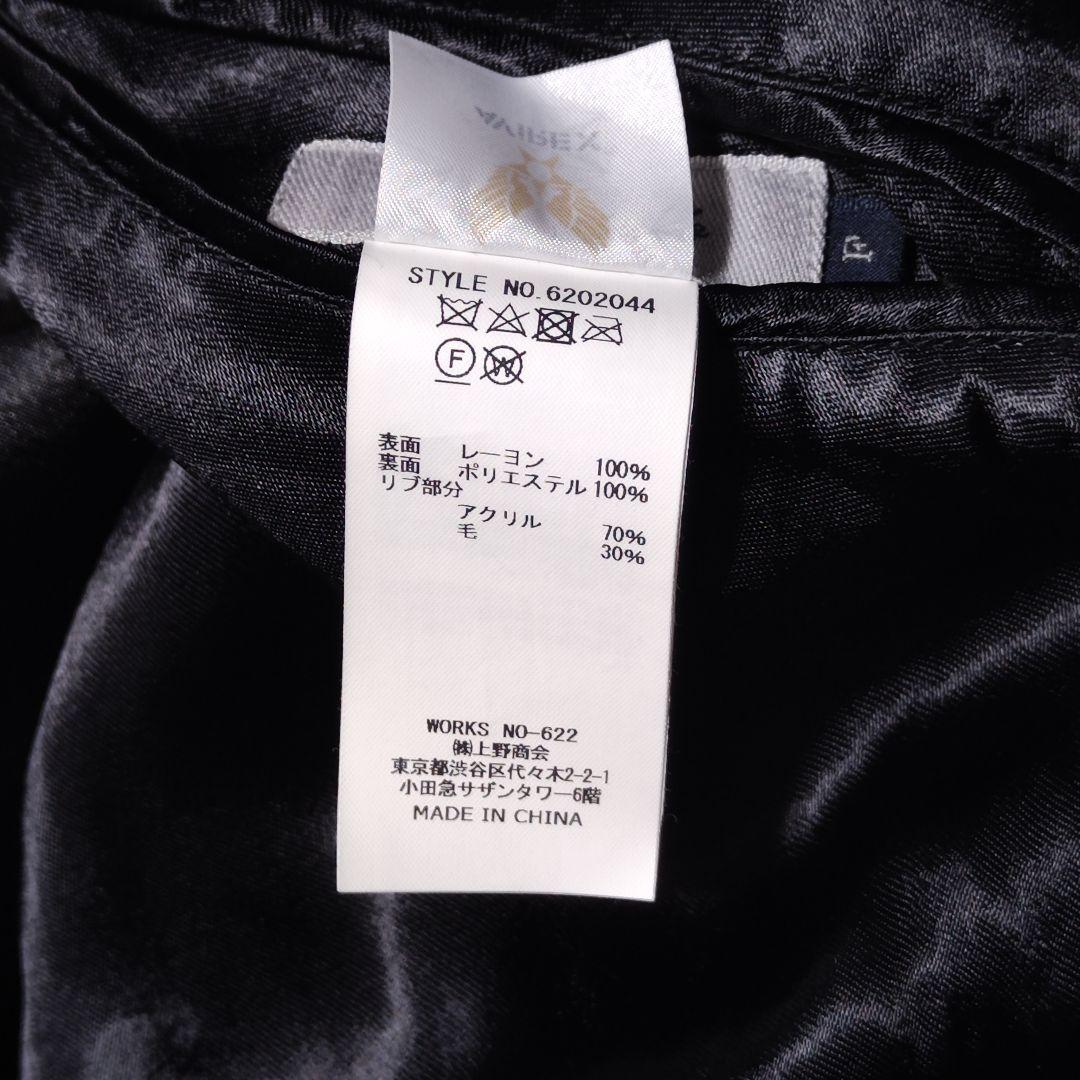 AVIREX
F
STYLE NO.6202044
F W
表面 レーヨン 100%
裏面 ポリエステル 100%
リブ部分
アクリル 70%
毛 30%
WORKS NO-622
㈱上野商会
東京都渋谷区代々木2-2-1
小田急サザンタワー6階
MADE IN CHINA